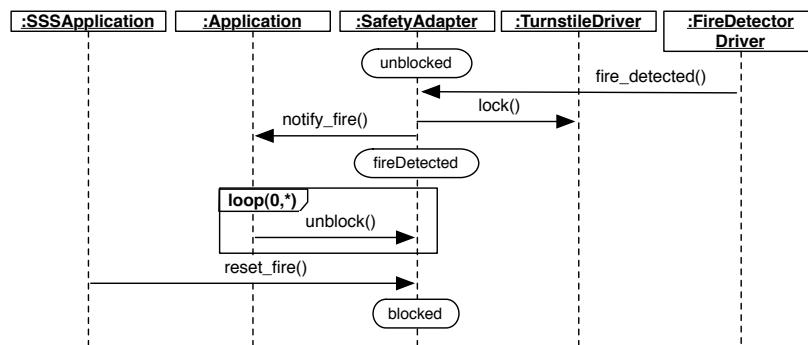 :SSSApplication
:Application
:SafetyAdapter
:TurnstileDriver
:FireDetector
Driver
unblocked
fire_detected()
lock()
notify_fire()
fireDetected
loop(0,*)
unblock()
reset_fire()
blocked